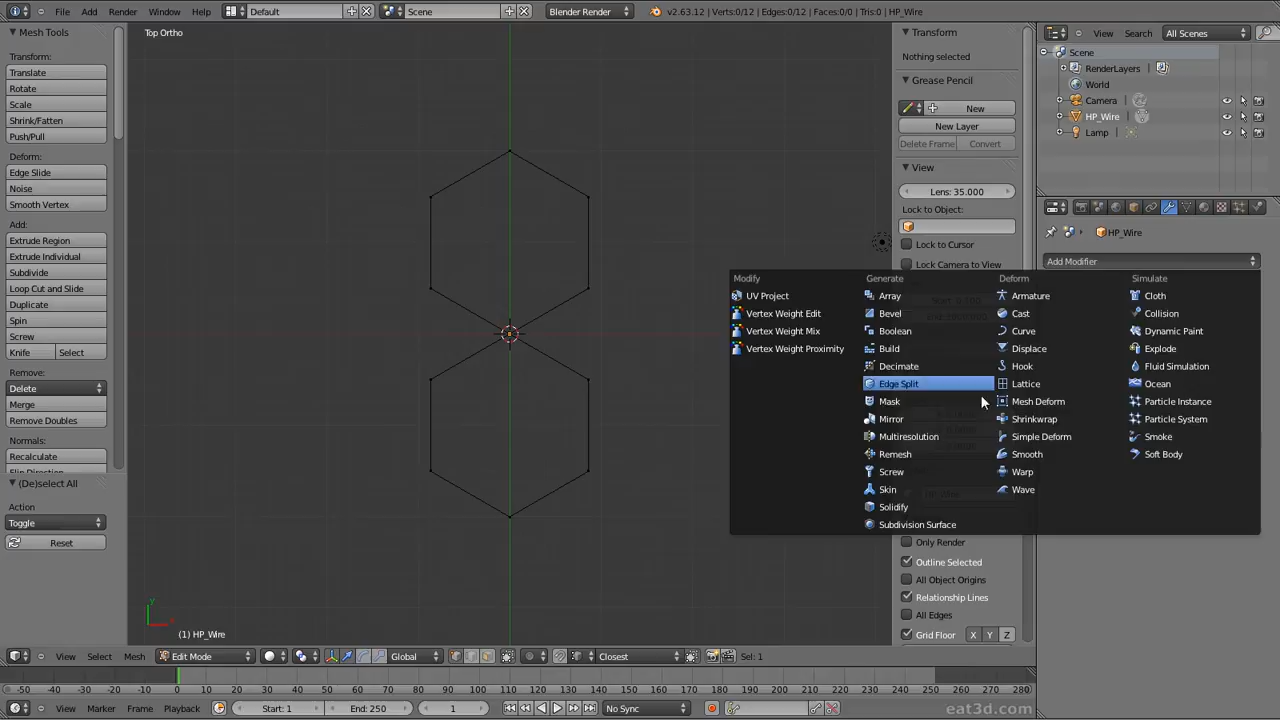 File Add Render Window Help Default Scene Blender Render v2.63.12 | Verts:0/12 | Edges:0/12 | Faces:0/0 | Tris:0 | HP_Wire View Search All Scenes
Mesh Tools
Transform:
Translate
Rotate
Scale
Shrink/Fatten
Push/Pull
Deform:
Edge Slide
Noise
Smooth Vertex
Add:
Extrude Region
Extrude Individual
Subdivide
Loop Cut and Slide
Duplicate
Spin
Screw
Knife Select
Remove:
Delete
Merge
Remove Doubles
Normals:
Recalculate
Flip Direction
(De)select All
Action
Toggle
Reset
Top Ortho
y
x
(1) HP_Wire
Transform
Nothing selected
Grease Pencil
New
New Layer
Delete Frame Convert
View
Lens: 35.000
Lock to Object:
Lock to Cursor
Lock Camera to View
Modify Generate Deform Simulate
UV Project Array Armature Cloth
Vertex Weight Edit Bevel Cast Collision
Vertex Weight Mix Boolean Curve Dynamic Paint
Vertex Weight Proximity Build Displace Explode
Decimate Hook Fluid Simulation
Edge Split Lattice Ocean
Mask Mesh Deform Particle Instance
Mirror Shrinkwrap Particle System
Multiresolution Simple Deform Smoke
Remesh Smooth Soft Body
Screw Warp
Skin Wave
Solidify
Subdivision Surface
Only Render
Outline Selected
All Object Origins
Relationship Lines
All Edges
Grid Floor X Y Z
Scene
RenderLayers
World
Camera
HP_Wire
Lamp
HP_Wire
Add Modifier
View Select Mesh Edit Mode Global Closest Sel: 1
-50 -40 -30 -20 -10 0 10 20 30 40 50 60 70 80 90 100 110 120 130 140 150 160 170 180 190 200 210 220 230 240 250 260 270 280
View Marker Frame Playback Start: 1 End: 250 1 No Sync
eat3d.com